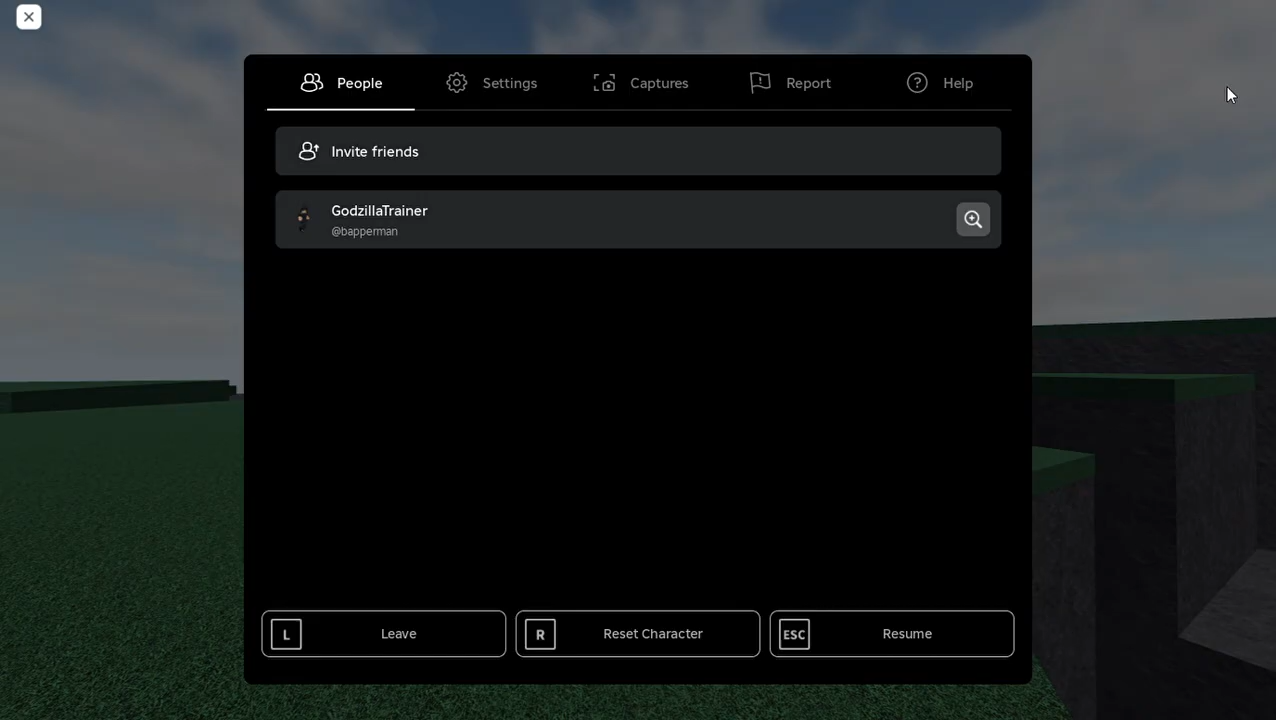 People
Settings
Captures
Report
Help
Invite friends
GodzillaTrainer
@bapperman
L Leave
R Reset Character
ESC Resume